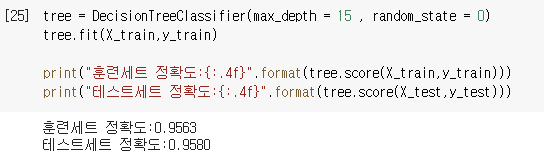 [25] tree = DecisionTreeClassifier(max_depth = 15 , random_state = 0)
tree.fit(X_train,y_train)
print("훈련세트 정확도:{:.4f}".format(tree.score(X_train,y_train)))
print("테스트세트 정확도:{:.4f}".format(tree.score(X_test,y_test)))
훈련세트 정확도:0.9563
테스트세트 정확도:0.9580